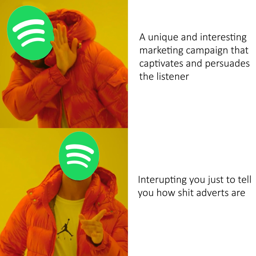 A unique and interesting
marketing campaign that
captivates and persuades
the listener
Interupting you just to tell
you how shit adverts are